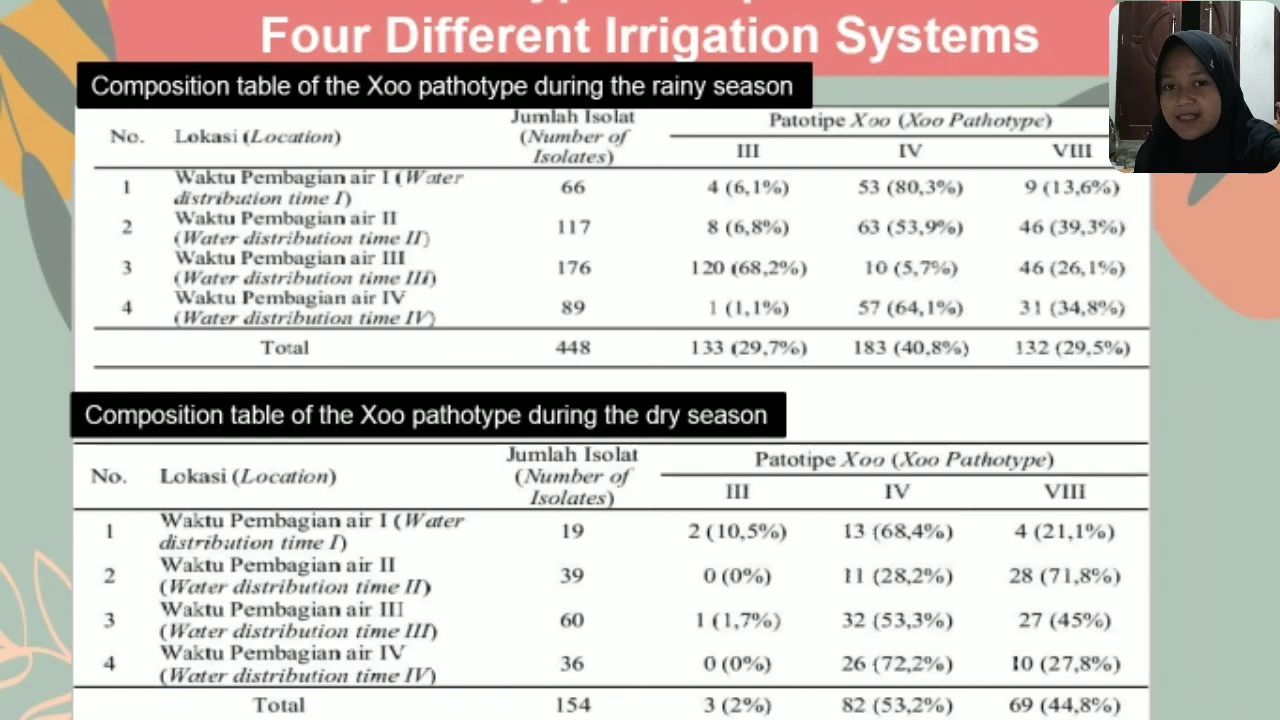 Four Different Irrigation Systems
Composition table of the Xoo pathotype during the rainy season
No. Lokasi (Location) Jumlah Isolat (Number of Isolates) Patotipe Xoo (Xoo Pathotype)
III IV VIII
1 Waktu Pembagian air I (Water distribution time I) 66 4 (6,1%) 53 (80,3%) 9 (13,6%)
2 Waktu Pembagian air II (Water distribution time II) 117 8 (6,8%) 63 (53,9%) 46 (39,3%)
3 Waktu Pembagian air III (Water distribution time III) 176 120 (68,2%) 10 (5,7%) 46 (26,1%)
4 Waktu Pembagian air IV (Water distribution time IV) 89 1 (1,1%) 57 (64,1%) 31 (34,8%)
Total 448 133 (29,7%) 183 (40,8%) 132 (29,5%)
Composition table of the Xoo pathotype during the dry season
No. Lokasi (Location) Jumlah Isolat (Number of Isolates) Patotipe Xoo (Xoo Pathotype)
III IV VIII
1 Waktu Pembagian air I (Water distribution time I) 19 2 (10,5%) 13 (68,4%) 4 (21,1%)
2 Waktu Pembagian air II (Water distribution time II) 39 0 (0%) 11 (28,2%) 28 (71,8%)
3 Waktu Pembagian air III (Water distribution time III) 60 1 (1,7%) 32 (53,3%) 27 (45%)
4 Waktu Pembagian air IV (Water distribution time IV) 36 0 (0%) 26 (72,2%) 10 (27,8%)
Total 154 3 (2%) 82 (53,2%) 69 (44,8%)